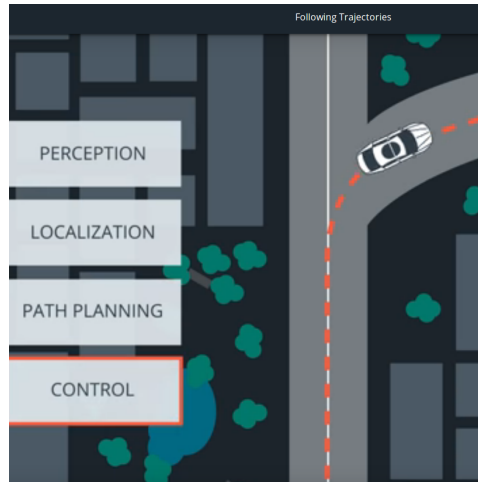 Following Trajectories
PERCEPTION
LOCALIZATION
PATH PLANNING
CONTROL